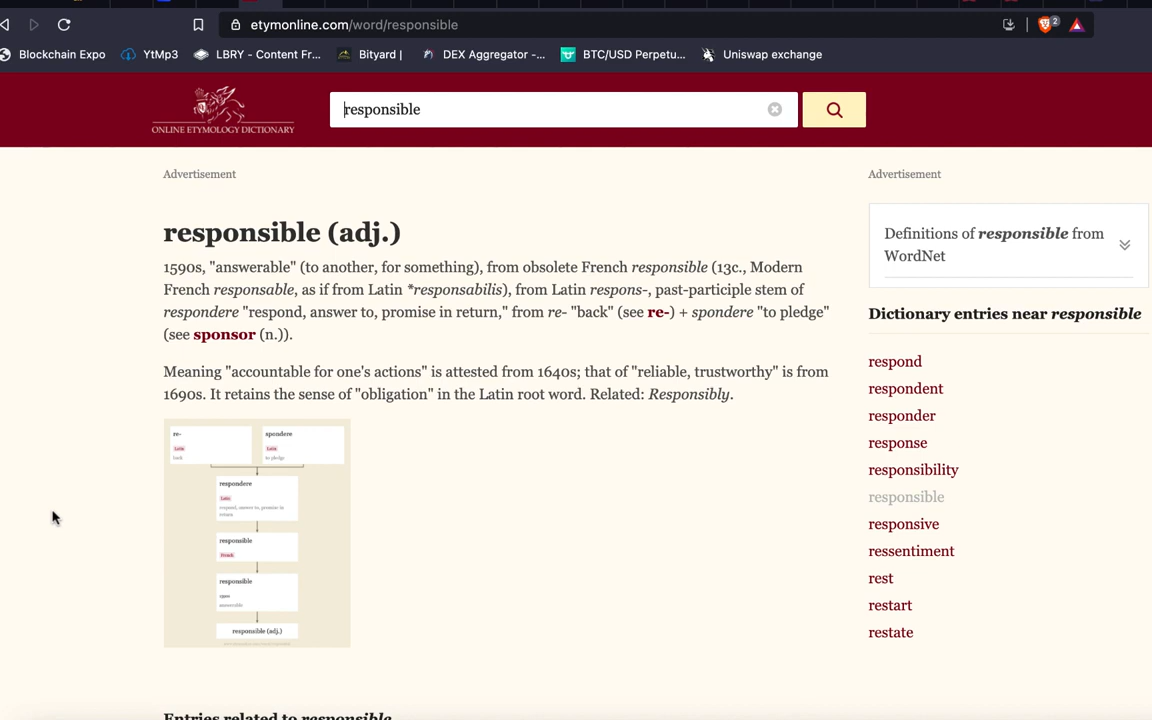 etymonline.com/word/responsible
2
Blockchain Expo YtMp3 LBRY - Content Fr... Bityard | DEX Aggregator -... BTC/USD Perpetu... Uniswap exchange
ONLINE ETYMOLOGY DICTIONARY
responsible
Advertisement
Advertisement
responsible (adj.)
1590s, "answerable" (to another, for something), from obsolete French responsible (13c., Modern
French responsable, as if from Latin *responsabilis), from Latin respons-, past-participle stem of
respondere "respond, answer to, promise in return," from re- "back" (see re-) + spondere "to pledge"
(see sponsor (n.)).
Meaning "accountable for one's actions" is attested from 1640s; that of "reliable, trustworthy" is from
1690s. It retains the sense of "obligation" in the Latin root word. Related: Responsibly.
re-
Latin
back
spondere
Latin
to pledge
respondere
Latin
respond, answer to, promise in
return
responsible
French
responsible
1590s
answerable
responsible (adj.)
Definitions of responsible from
WordNet
Dictionary entries near responsible
respond
respondent
responder
response
responsibility
responsible
responsive
ressentiment
rest
restart
restate
Entries related to responsible